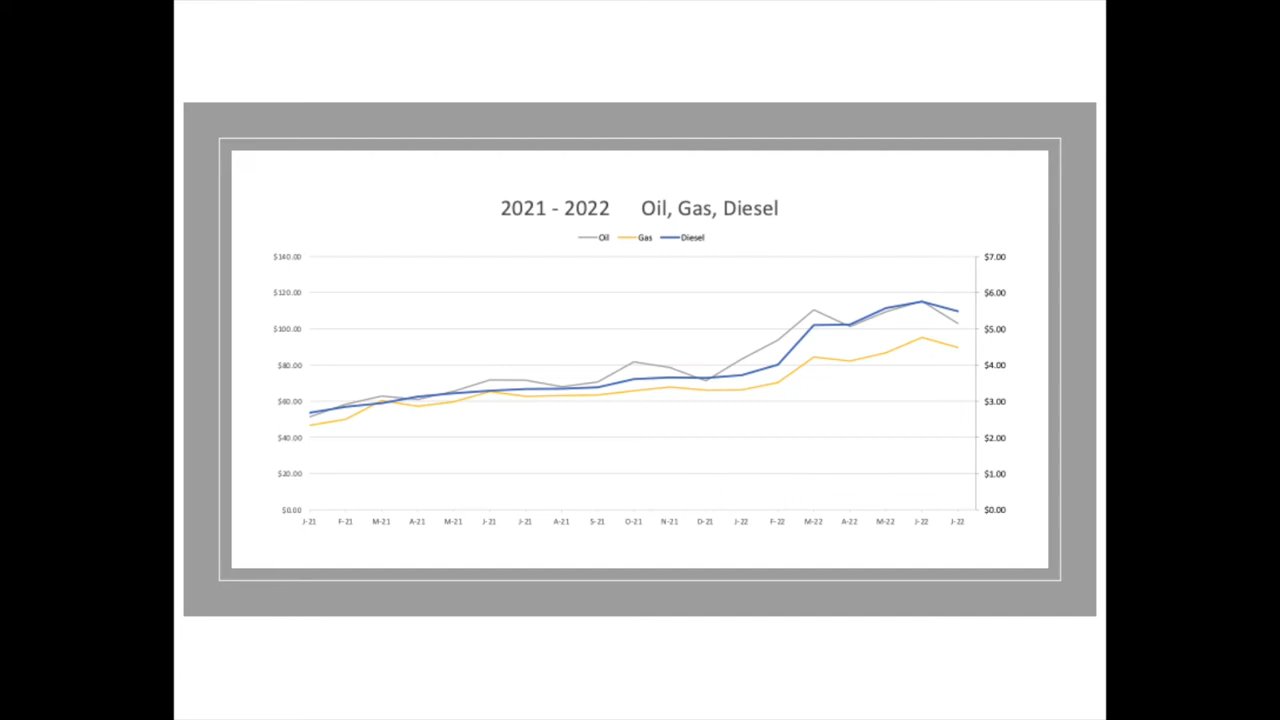 2021 - 2022 Oil, Gas, Diesel
Oil Gas Diesel
$140.00 $7.00
$120.00 $6.00
$100.00 $5.00
$80.00 $4.00
$60.00 $3.00
$40.00 $2.00
$20.00 $1.00
$0.00 $0.00
J-21 F-21 M-21 A-21 M-21 J-21 J-21 A-21 S-21 O-21 N-21 D-21 J-22 F-22 M-22 A-22 M-22 J-22 J-22